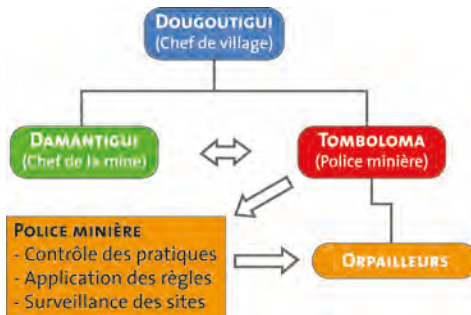 DOUGOUTIGUI
(Chef de village)
DAMANTIGUI
(Chef de la mine)
TOMBOLOMA
(Police minière)
POLICE MINIÈRE
- Contrôle des pratiques
- Application des règles
- Surveillance des sites
ORPAILLEURS